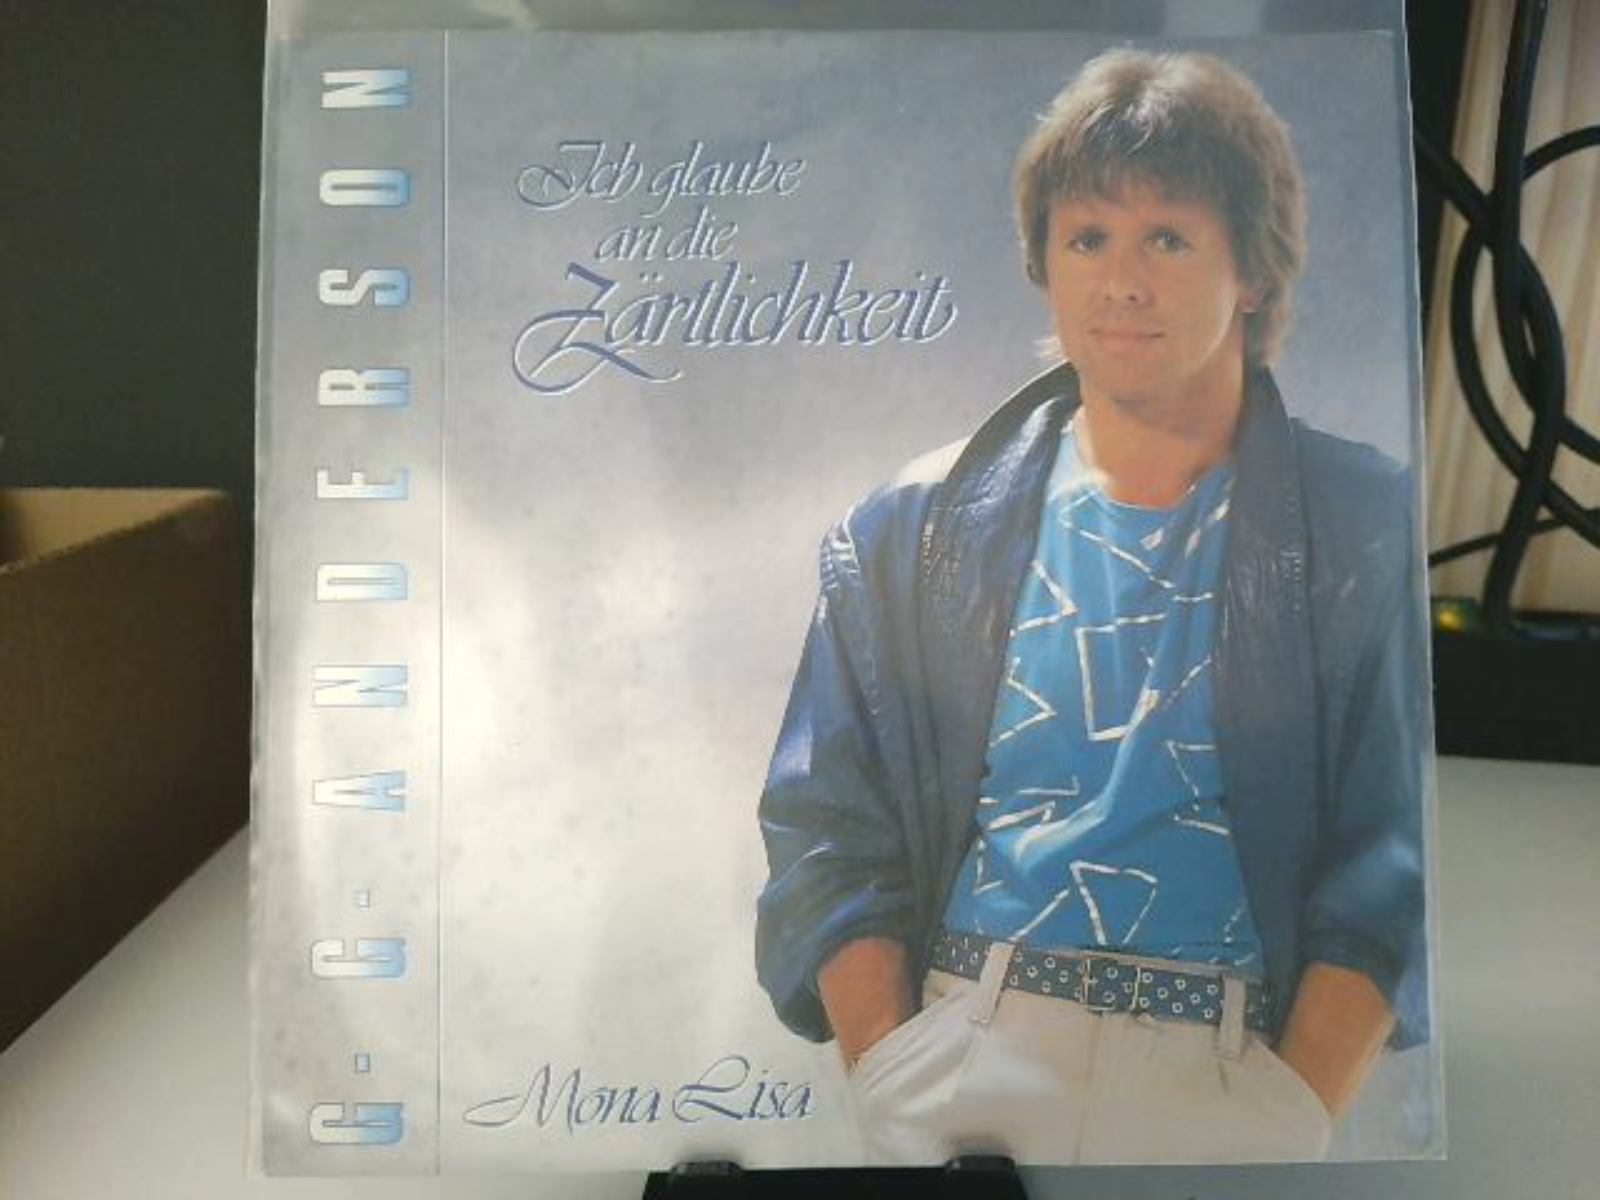 G·G·ANDERSON
Ich glaube
an die
Zärtlichkeit
Mona Lisa